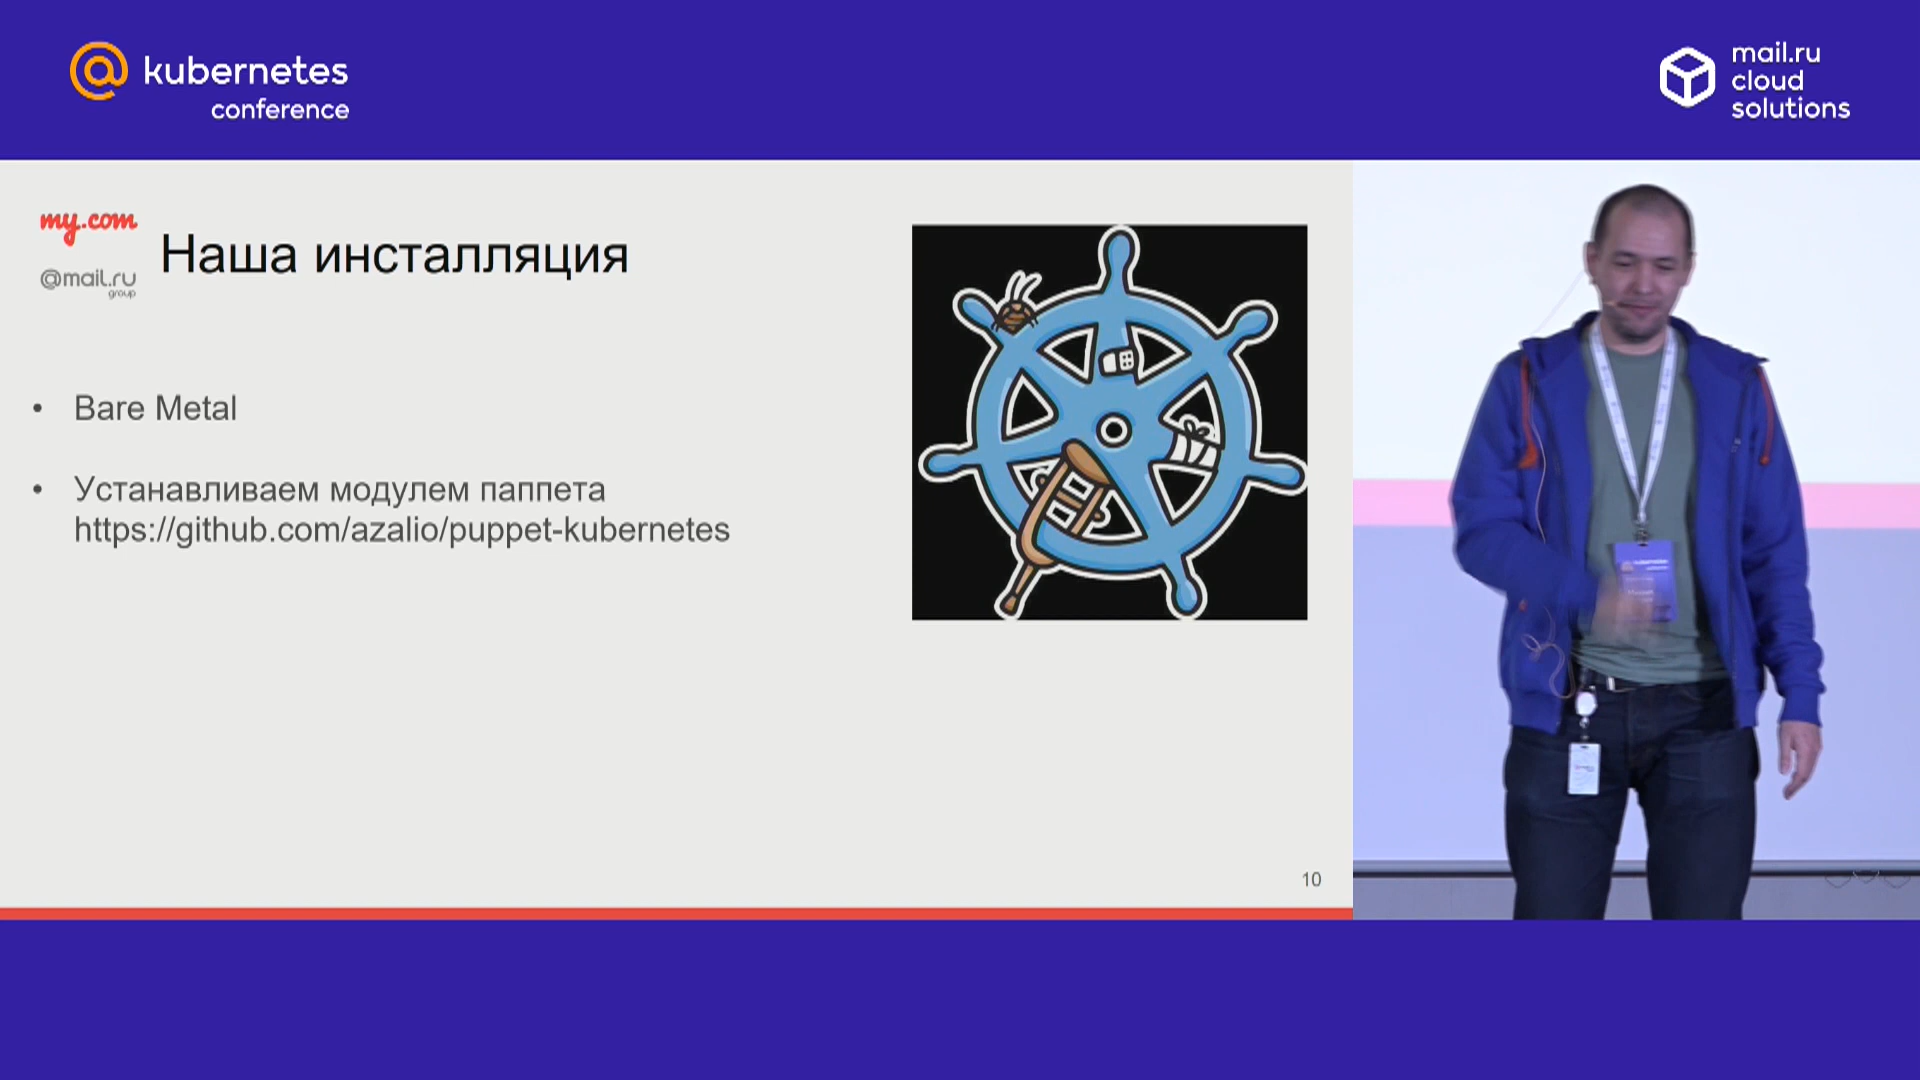 kubernetes
conference
mail.ru
cloud
solutions
my.com
@mail.ru
group
Наша инсталляция
• Bare Metal
• Устанавливаем модулем паппета
https://github.com/azalio/puppet-kubernetes
10